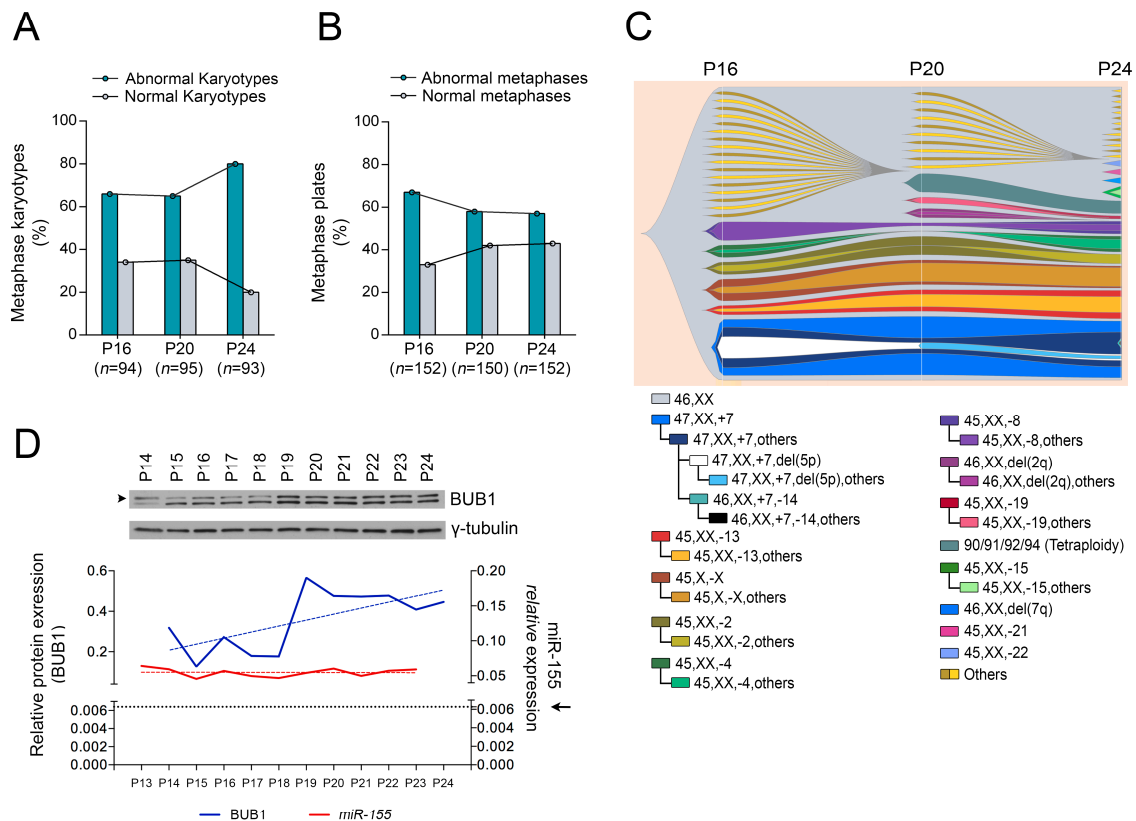 A
Abnormal Karyotypes
Normal Karyotypes
Metaphase karyotypes
(%)
100
80
60
40
20
0
P16
P20
P24
(n=94)
(n=95)
(n=93)
B
Abnormal metaphases
Normal metaphases
Metaphase plates
(%)
100
80
60
40
20
0
P16
P20
P24
(n=152)
(n=150)
(n=152)
C
P16
P20
P24
46,XX
47,XX,+7
47,XX,+7,others
47,XX,+7,del(5p)
47,XX,+7,del(5p),others
46,XX,+7,-14
46,XX,+7,-14,others
45,XX,-13
45,XX,-13,others
45,X,-X
45,X,-X,others
45,XX,-2
45,XX,-2,others
45,XX,-4
45,XX,-4,others
45,XX,-8
45,XX,-8,others
46,XX,del(2q)
46,XX,del(2q),others
45,XX,-19
45,XX,-19,others
90/91/92/94 (Tetraploidy)
45,XX,-15
45,XX,-15,others
46,XX,del(7q)
45,XX,-21
45,XX,-22
Others
D
P14
P15
P16
P17
P18
P19
P20
P21
P22
P23
P24
BUB1
γ-tubulin
Relative protein exression
(BUB1)
0.6
0.4
0.2
0.006
0.004
0.002
0.000
0.20
0.15
0.10
0.05
0.006
0.004
0.002
0.000
miR-155
relative expression
P13
P14
P15
P16
P17
P18
P19
P20
P21
P22
P23
P24
BUB1
miR-155